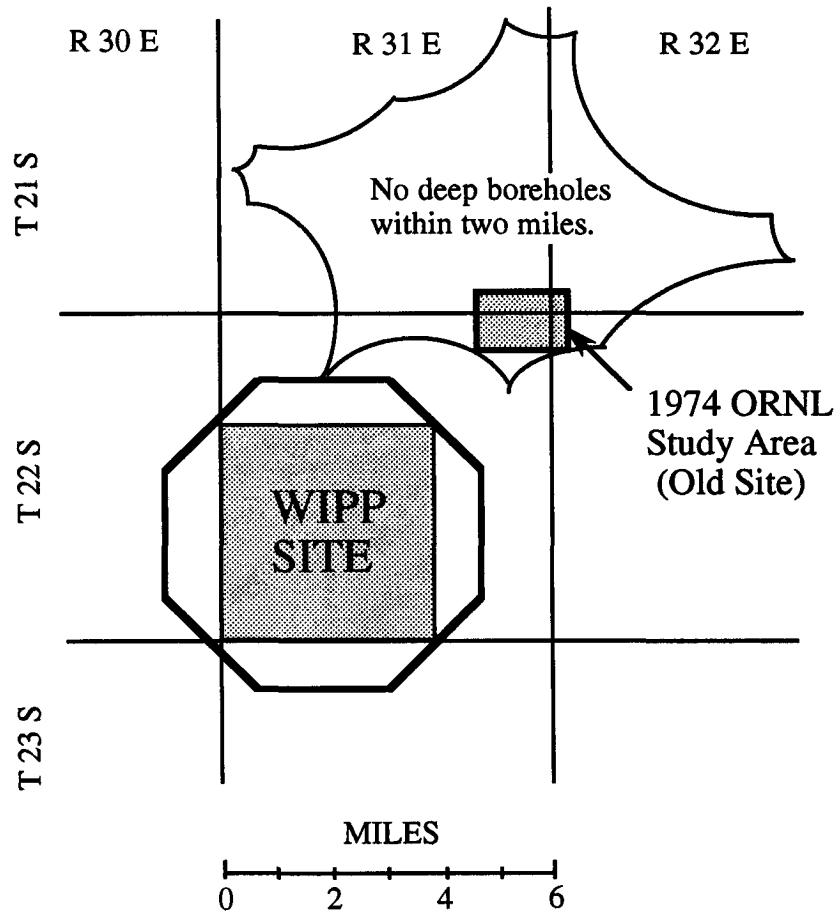 R 30 E
R 31 E
R 32 E
T 21 S
No deep boreholes
within two miles.
1974 ORNL
Study Area
(Old Site)
T 22 S
WIPP
SITE
T 23 S
MILES
0 2 4 6